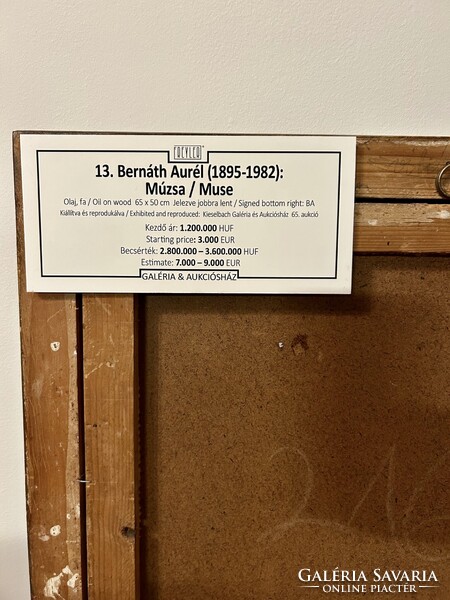 13. Bernáth Aurél (1895-1982):
Múzsa / Muse
Olaj, fa / Oil on wood 65 x 50 cm Jelezve jobbra lent / Signed bottom right: BA
Kiállítva és reprodukálva / Exhibited and reproduced: Kieselbach Galéria és Aukciósház 65. aukció
Kezdő ár: 1.200.000 HUF
Starting price: 3.000 EUR
Becsérték: 2.800.000 – 3.600.000 HUF
Estimate: 7.000 – 9.000 EUR
GALÉRIA & AUKCIÓSHÁZ
GALÉRIA SAVARIA
ONLINE PIACTÉR